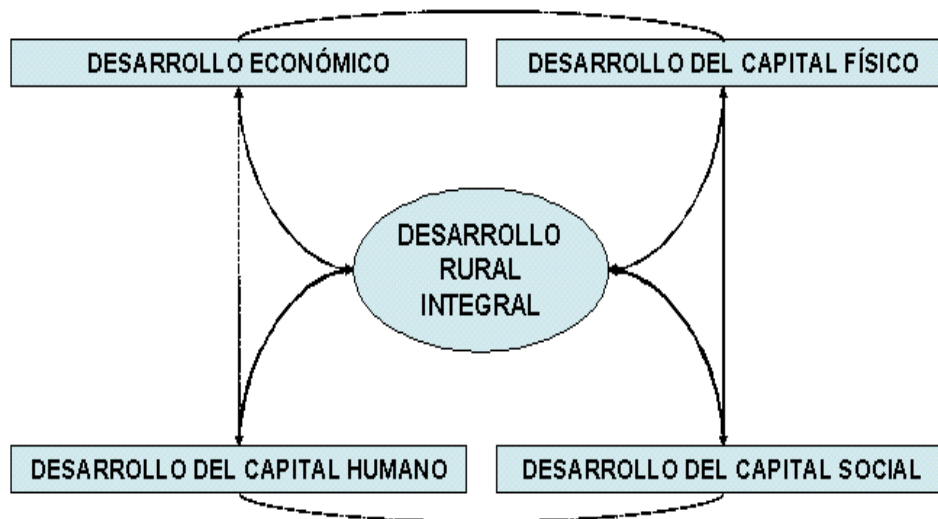 DESARROLLO ECONÓMICO
DESARROLLO DEL CAPITAL FÍSICO
DESARROLLO
RURAL
INTEGRAL
DESARROLLO DEL CAPITAL HUMANO
DESARROLLO DEL CAPITAL SOCIAL